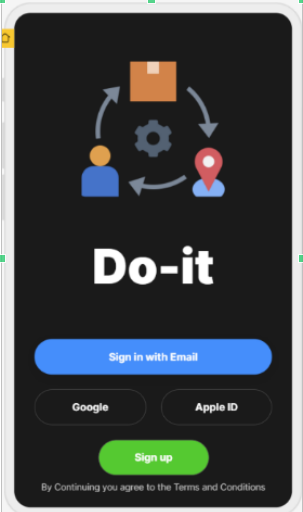 Do-it
Sign in with Email
Google
Apple ID
Sign up
By Continuing you agree to the Terms and Conditions